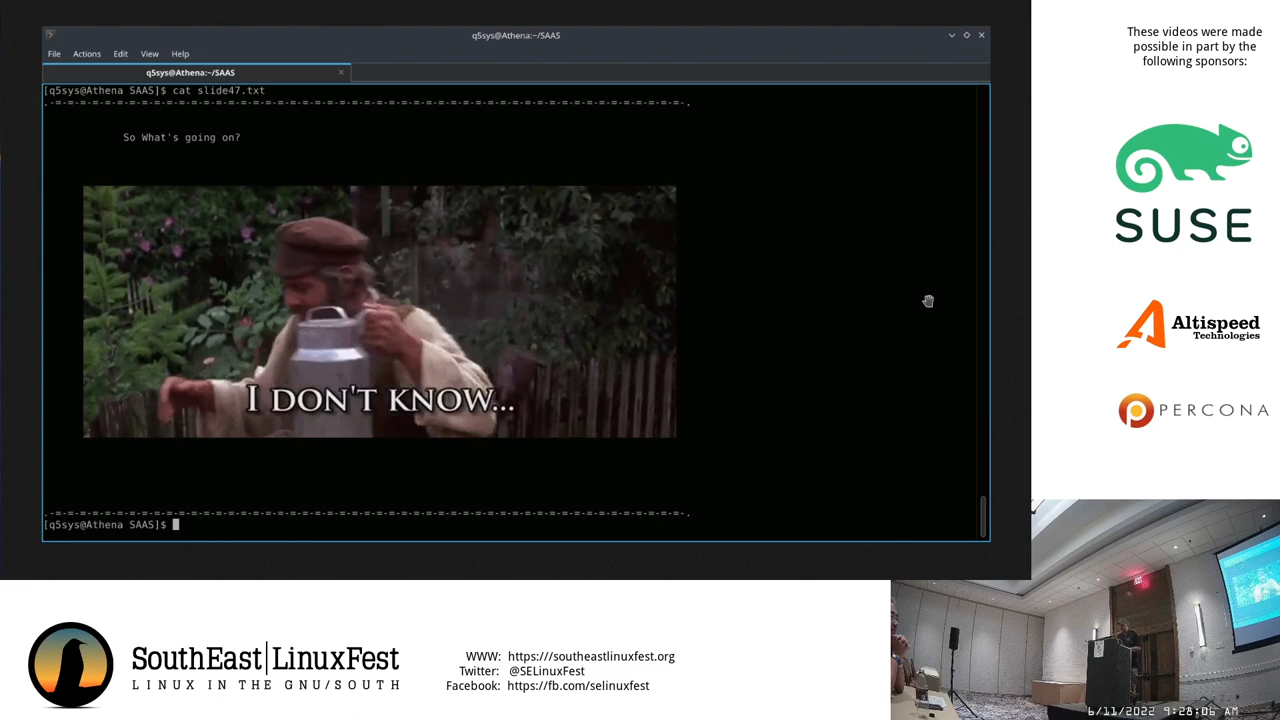 q5sys@Athena:~/SAAS
File Actions Edit View Help
q5sys@Athena:~/SAAS
[q5sys@Athena SAAS]$ cat slide47.txt
.-=-=-=-=-=-=-=-=-=-=-=-=-=-=-=-=-=-=-=-=-=-=-=-=-=-=-=-=-=-=-=-=-=-=-=-=-=-=-=-=-=-=-=-=-=-=-=-=-=-.
So What's going on?
I DON'T KNOW...
.-=-=-=-=-=-=-=-=-=-=-=-=-=-=-=-=-=-=-=-=-=-=-=-=-=-=-=-=-=-=-=-=-=-=-=-=-=-=-=-=-=-=-=-=-=-=-=-=-=-.
[q5sys@Athena SAAS]$
These videos were made
possible in part by the
following sponsors:
SUSE
Altispeed
Technologies
PERCONA
SouthEast|LinuxFest
LINUX IN THE GNU/SOUTH
WWW: https:///southeastlinuxfest.org
Twitter: @SELinuxFest
Facebook: https://fb.com/selinuxfest
6/11/2022 9:28:06 AM